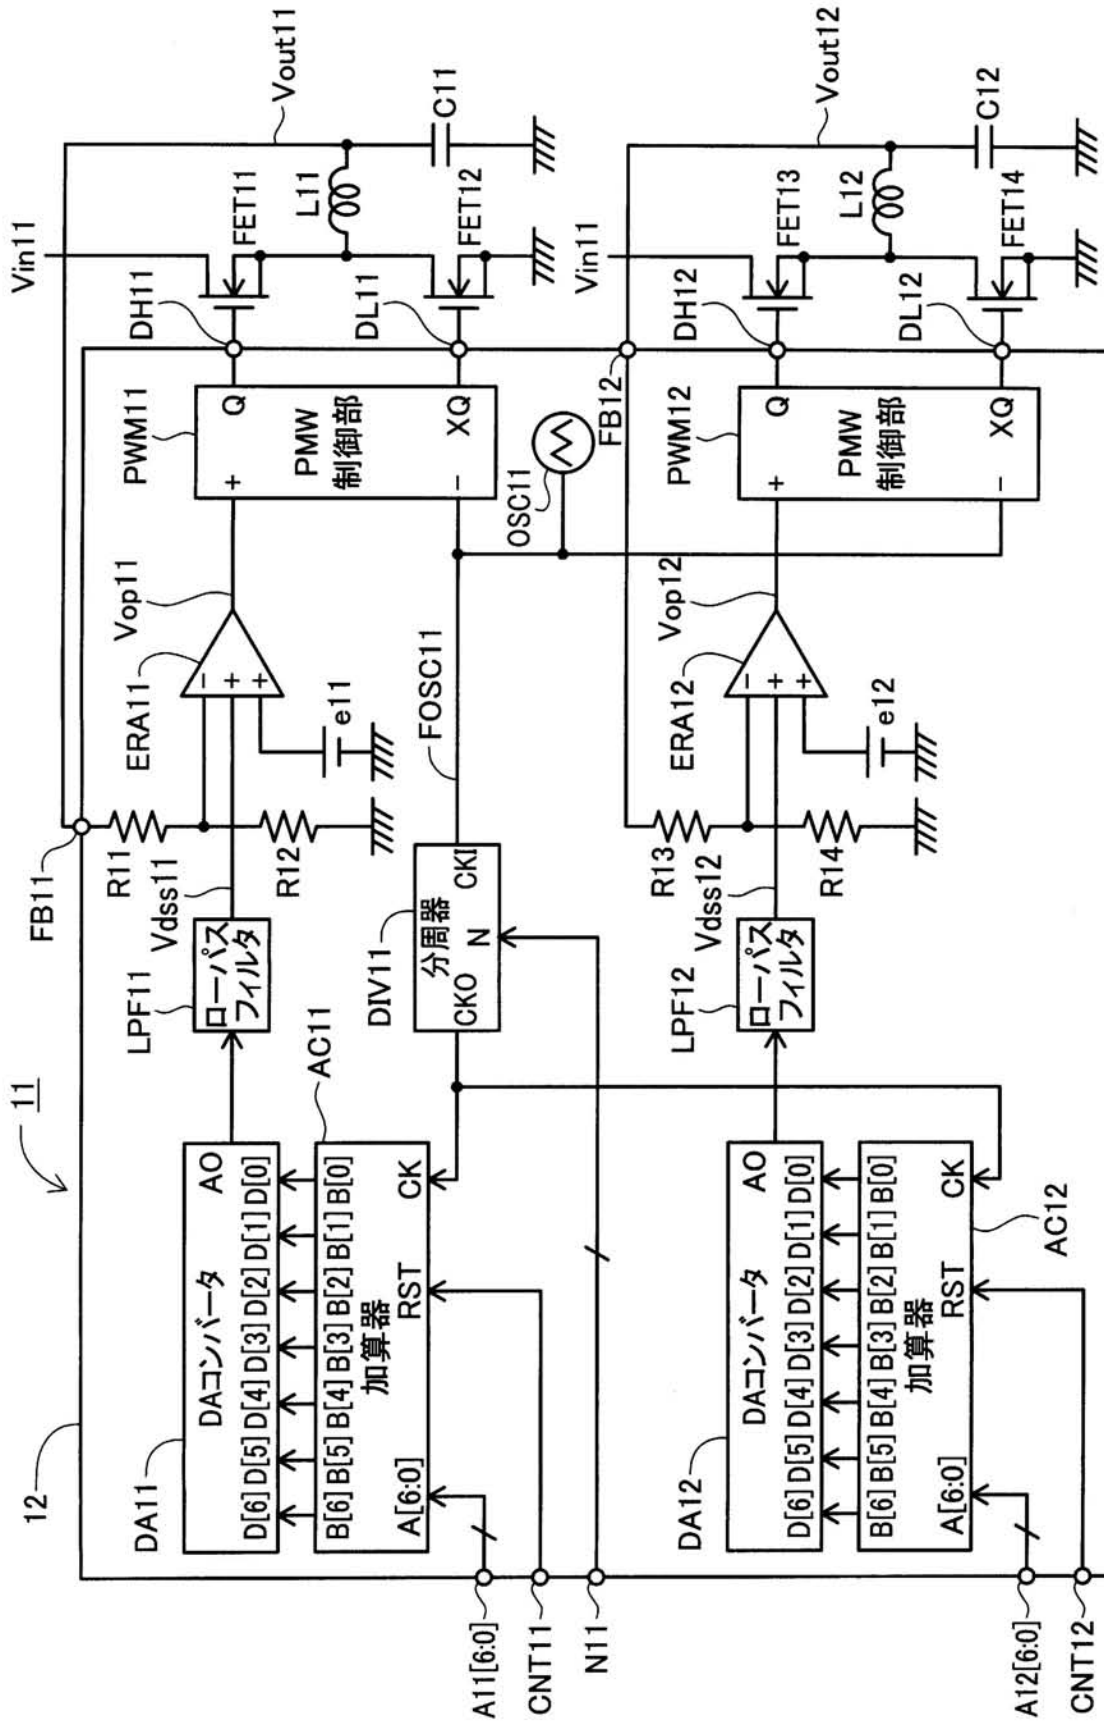 11
12
Vin11
Vout11
FB11
R11
R12
ERA11
Vop11
PWM11
DH11
FET11
L11
C11
DL11
FET12
Q
PMW
制御部
XQ
+
−
−
+
+
e11
Vdss11
LPF11
ローパス
フィルタ
DA11
DAコンバータ
AO
D[6] D[5] D[4] D[3] D[2] D[1] D[0]
AC11
B[6] B[5] B[4] B[3] B[2] B[1] B[0]
加算器
A[6:0]
RST
CK
DIV11
分周器
CKO
N
CKI
FOSC11
OSC11
A11[6:0]
CNT11
N11
FB12
Vin11
Vout12
R13
R14
ERA12
Vop12
PWM12
DH12
FET13
L12
C12
DL12
FET14
Q
PMW
制御部
XQ
+
−
−
+
+
e12
Vdss12
LPF12
ローパス
フィルタ
DA12
DAコンバータ
AO
D[6] D[5] D[4] D[3] D[2] D[1] D[0]
B[6] B[5] B[4] B[3] B[2] B[1] B[0]
加算器
A[6:0]
RST
CK
AC12
A12[6:0]
CNT12